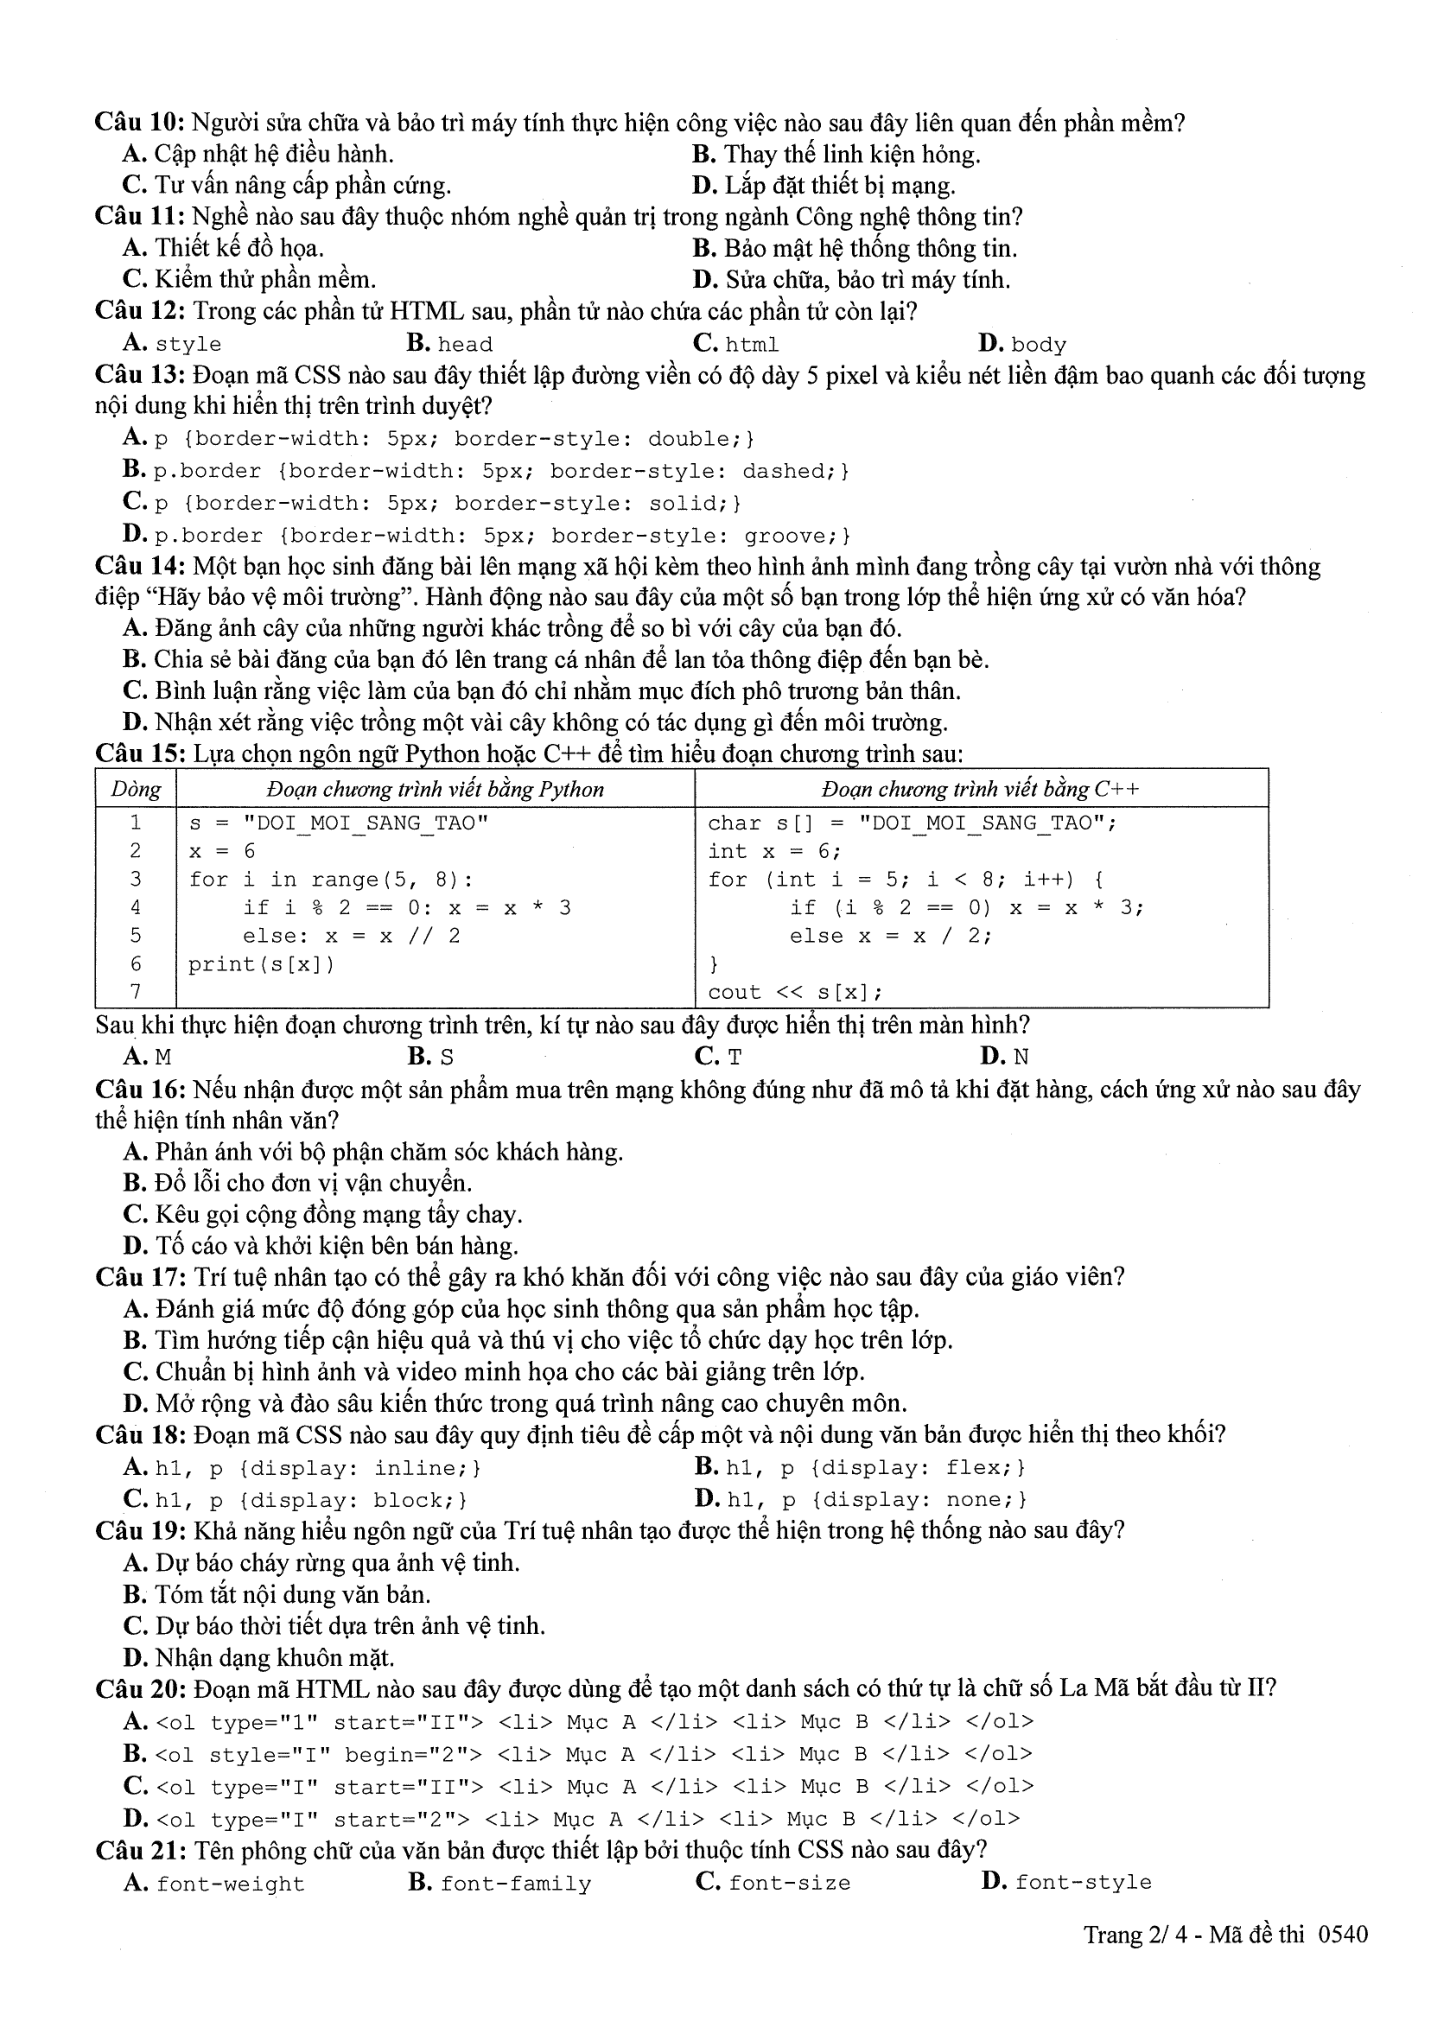 Câu 10: Người sửa chữa và bảo trì máy tính thực hiện công việc nào sau đây liên quan đến phần mềm?
A. Cập nhật hệ điều hành. B. Thay thế linh kiện hỏng.
C. Tư vấn nâng cấp phần cứng. D. Lắp đặt thiết bị mạng.
Câu 11: Nghề nào sau đây thuộc nhóm nghề quản trị trong ngành Công nghệ thông tin?
A. Thiết kế đồ họa. B. Bảo mật hệ thống thông tin.
C. Kiểm thử phần mềm. D. Sửa chữa, bảo trì máy tính.
Câu 12: Trong các phần tử HTML sau, phần tử nào chứa các phần tử còn lại?
A. style B. head C. html D. body
Câu 13: Đoạn mã CSS nào sau đây thiết lập đường viền có độ dày 5 pixel và kiểu nét liền đậm bao quanh các đối tượng
nội dung khi hiển thị trên trình duyệt?
A. p {border-width: 5px; border-style: double;}
B. p.border {border-width: 5px; border-style: dashed;}
C. p {border-width: 5px; border-style: solid;}
D. p.border {border-width: 5px; border-style: groove;}
Câu 14: Một bạn học sinh đăng bài lên mạng xã hội kèm theo hình ảnh mình đang trồng cây tại vườn nhà với thông
điệp “Hãy bảo vệ môi trường”. Hành động nào sau đây của một số bạn trong lớp thể hiện ứng xử có văn hóa?
A. Đăng ảnh cây của những người khác trồng để so bì với cây của bạn đó.
B. Chia sẻ bài đăng của bạn đó lên trang cá nhân để lan tỏa thông điệp đến bạn bè.
C. Bình luận rằng việc làm của bạn đó chỉ nhằm mục đích phô trương bản thân.
D. Nhận xét rằng việc trồng một vài cây không có tác dụng gì đến môi trường.
Câu 15: Lựa chọn ngôn ngữ Python hoặc C++ để tìm hiểu đoạn chương trình sau:
Dòng Đoạn chương trình viết bằng Python Đoạn chương trình viết bằng C++
1 s = "DOI_MOI_SANG_TAO" char s[] = "DOI_MOI_SANG_TAO";
2 x = 6 int x = 6;
3 for i in range(5, 8): for (int i = 5; i < 8; i++) {
4 if i % 2 == 0: x = x * 3 if (i % 2 == 0) x = x * 3;
5 else: x = x // 2 else x = x / 2;
6 print(s[x]) }
7 cout << s[x];
Sau khi thực hiện đoạn chương trình trên, kí tự nào sau đây được hiển thị trên màn hình?
A. M B. S C. T D. N
Câu 16: Nếu nhận được một sản phẩm mua trên mạng không đúng như đã mô tả khi đặt hàng, cách ứng xử nào sau đây
thể hiện tính nhân văn?
A. Phản ánh với bộ phận chăm sóc khách hàng.
B. Đổ lỗi cho đơn vị vận chuyển.
C. Kêu gọi cộng đồng mạng tẩy chay.
D. Tố cáo và khởi kiện bên bán hàng.
Câu 17: Trí tuệ nhân tạo có thể gây ra khó khăn đối với công việc nào sau đây của giáo viên?
A. Đánh giá mức độ đóng góp của học sinh thông qua sản phẩm học tập.
B. Tìm hướng tiếp cận hiệu quả và thú vị cho việc tổ chức dạy học trên lớp.
C. Chuẩn bị hình ảnh và video minh họa cho các bài giảng trên lớp.
D. Mở rộng và đào sâu kiến thức trong quá trình nâng cao chuyên môn.
Câu 18: Đoạn mã CSS nào sau đây quy định tiêu đề cấp một và nội dung văn bản được hiển thị theo khối?
A. h1, p {display: inline;} B. h1, p {display: flex;}
C. h1, p {display: block;} D. h1, p {display: none;}
Câu 19: Khả năng hiểu ngôn ngữ của Trí tuệ nhân tạo được thể hiện trong hệ thống nào sau đây?
A. Dự báo cháy rừng qua ảnh vệ tinh.
B. Tóm tắt nội dung văn bản.
C. Dự báo thời tiết dựa trên ảnh vệ tinh.
D. Nhận dạng khuôn mặt.
Câu 20: Đoạn mã HTML nào sau đây được dùng để tạo một danh sách có thứ tự là chữ số La Mã bắt đầu từ II?
A. <ol type="1" start="II"> <li> Mục A </li> <li> Mục B </li> </ol>
B. <ol style="I" begin="2"> <li> Mục A </li> <li> Mục B </li> </ol>
C. <ol type="I" start="II"> <li> Mục A </li> <li> Mục B </li> </ol>
D. <ol type="I" start="2"> <li> Mục A </li> <li> Mục B </li> </ol>
Câu 21: Tên phông chữ của văn bản được thiết lập bởi thuộc tính CSS nào sau đây?
A. font-weight B. font-family C. font-size D. font-style
Trang 2/ 4 - Mã đề thi 0540